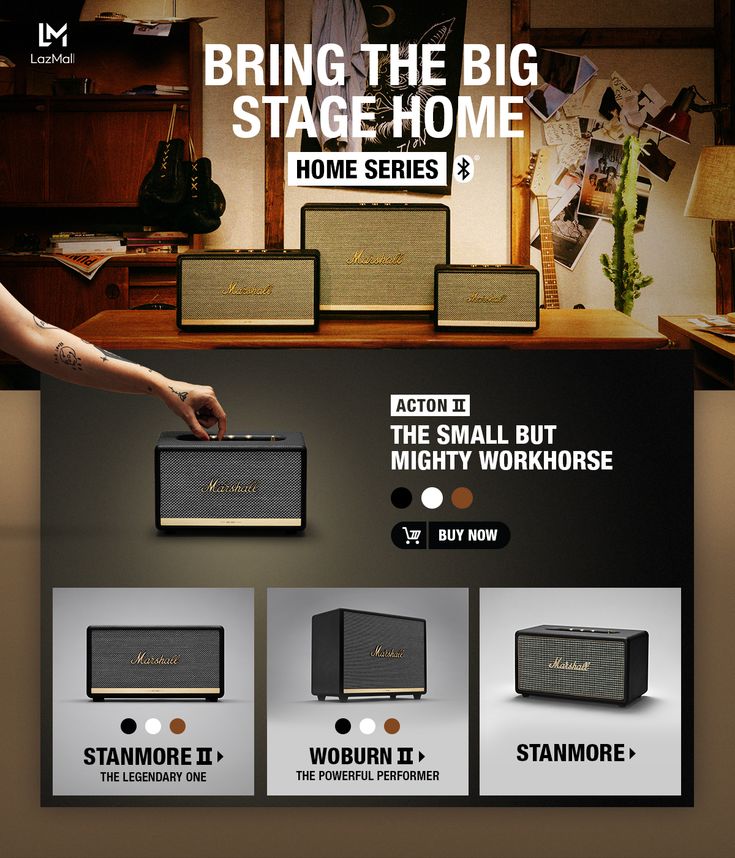 LM
LazMall
BRING THE BIG
STAGE HOME
HOME SERIES
Marshall
Marshall
Marshall
ACTON II
THE SMALL BUT
MIGHTY WORKHORSE
Marshall
BUY NOW
Marshall
Marshall
Marshall
STANMORE II
THE LEGENDARY ONE
WOBURN II
THE POWERFUL PERFORMER
STANMORE